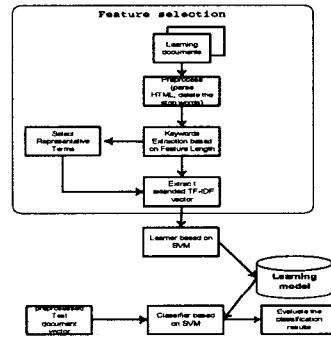 Feature selection
Learning
documents
Preprocess
(parse
HTML, delete the
stop words)
Select
Representative
Terms
Keywords
Extraction based
on Feature Length
Extract
extended TF-IDF
vector
Learner based on
SVM
Learning
model
preprocessed
Test
document
vector
Classifier based
on SVM
Evaluate the
classification
results